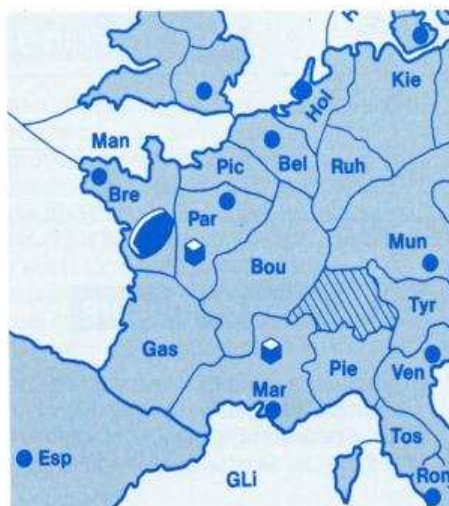 Kie
Hol
Man
Pic
Bel
Ruh
Bre
Par
Mun
Bou
Tyr
Gas
Pie
Ven
Mar
Tos
Esp
GLi
Rom